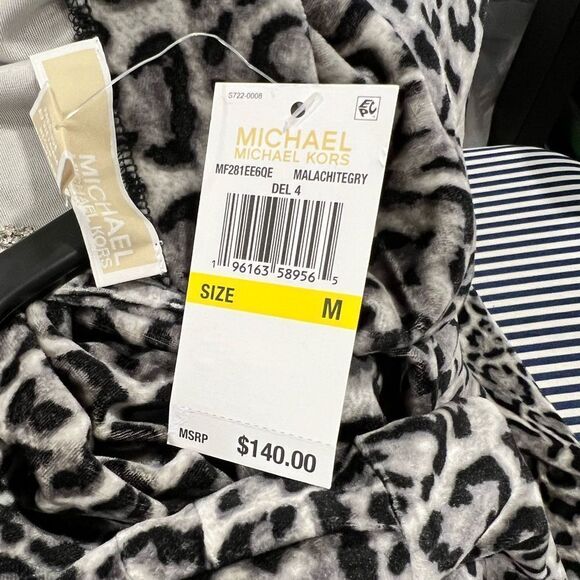 MICHAEL
MICHAEL KORS
S722-0008
MICHAEL
MICHAEL KORS
MF281EE6QE MALACHITEGRY
DEL 4
1 96163 58956 5
SIZE M
MSRP $140.00